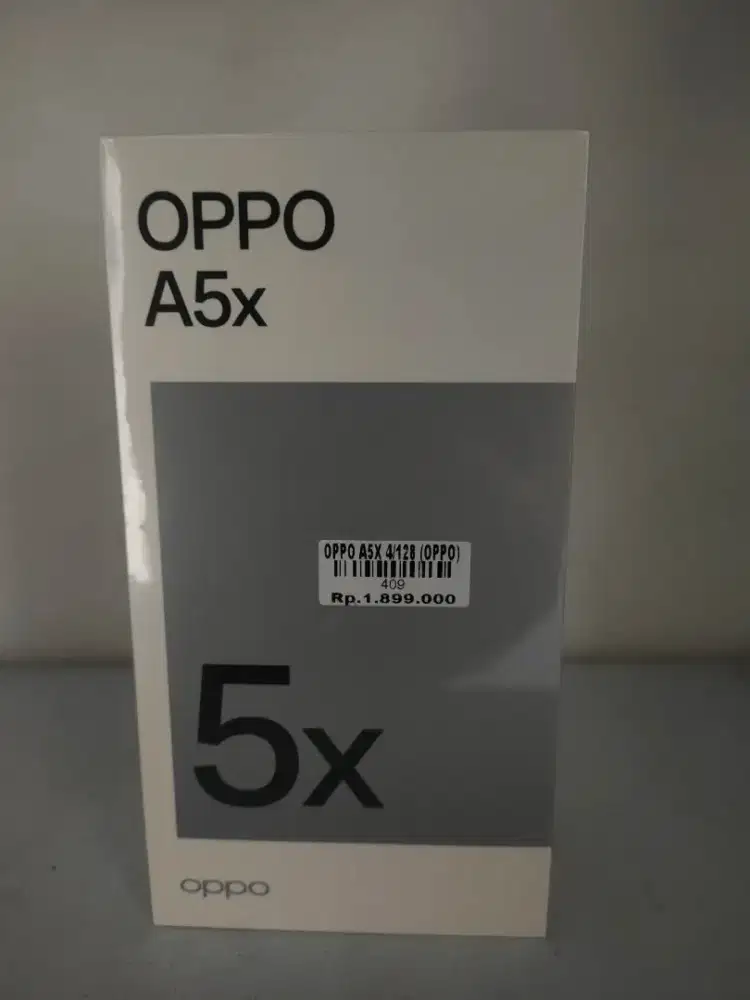 OPPO
A5x
OPPO A5X 4/128 (OPPO)
409
Rp.1.899.000
5x
oppo